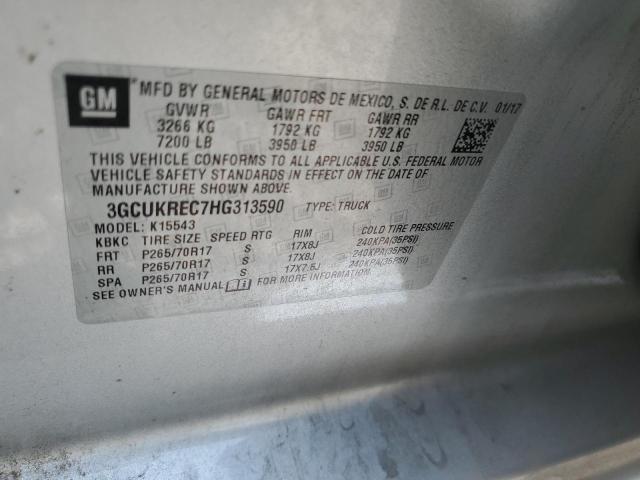 GM
MFD BY GENERAL MOTORS DE MEXICO, S. DE R.L. DE C.V. 01/17
GVWR GAWR FRT GAWR RR
3266 KG 1792 KG 1792 KG
7200 LB 3950 LB 3950 LB
THIS VEHICLE CONFORMS TO ALL APPLICABLE U.S. FEDERAL MOTOR
VEHICLE SAFETY STANDARDS IN EFFECT ON THE DATE OF
MANUFACTURE SHOWN ABOVE.
3GCUKREC7HG313590 TYPE: TRUCK
MODEL: K15543
KBKC TIRE SIZE SPEED RTG RIM COLD TIRE PRESSURE
FRT P265/70R17 S 17X8J 240KPA(35PSI)
RR P265/70R17 S 17X8J 240KPA(35PSI)
SPA P265/70R17 S 17X7.5J 240KPA(35PSI)
SEE OWNER'S MANUAL FOR MORE INFORMATION